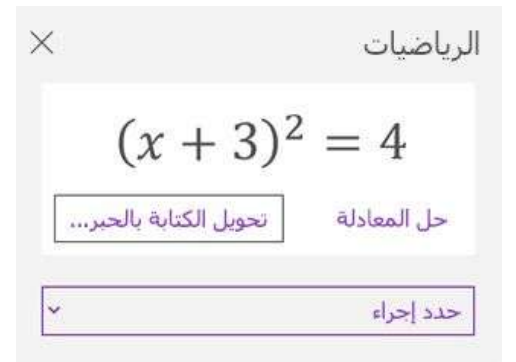 الرياضيات
(x + 3)² = 4
حل المعادلة
تحويل الكتابة بالحبر...
حدد إجراء